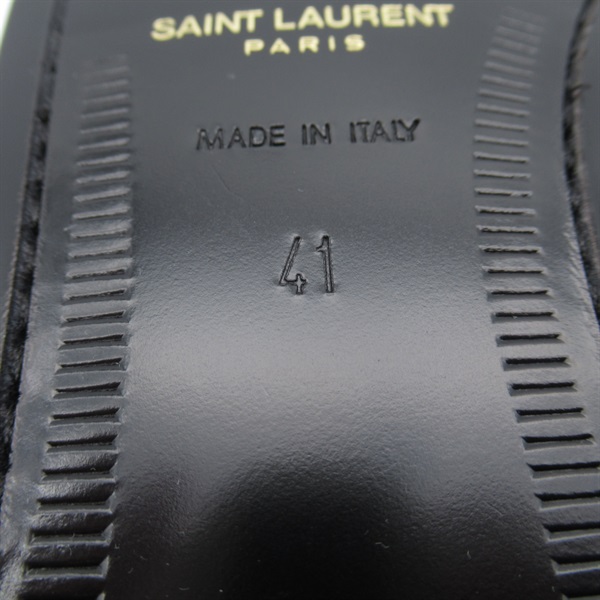 SAINT LAURENT
PARIS
MADE IN ITALY
41